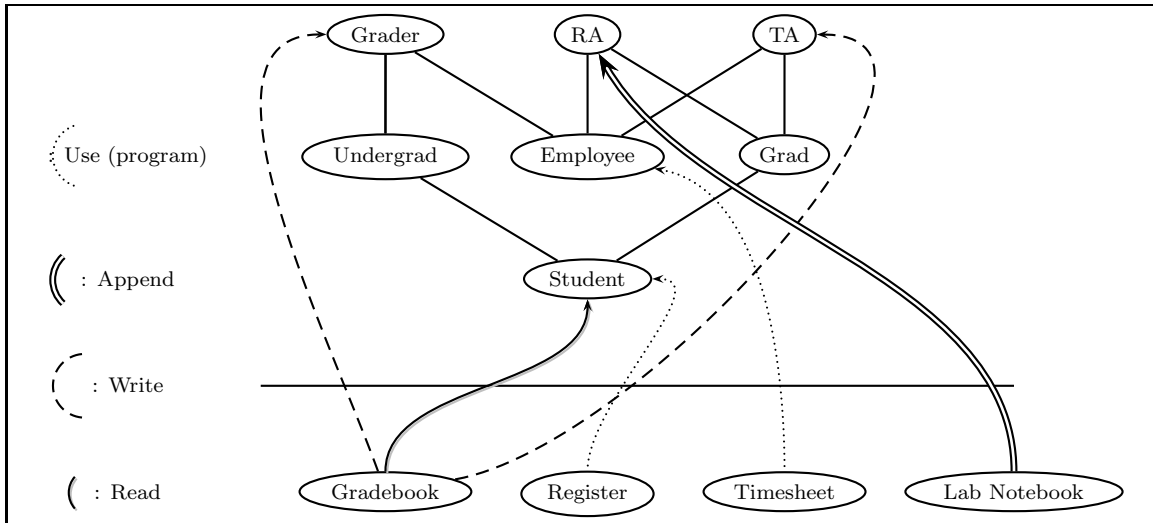 Grader RA TA
Use (program) Undergrad Employee Grad
: Append Student
: Write
: Read Gradebook Register Timesheet Lab Notebook